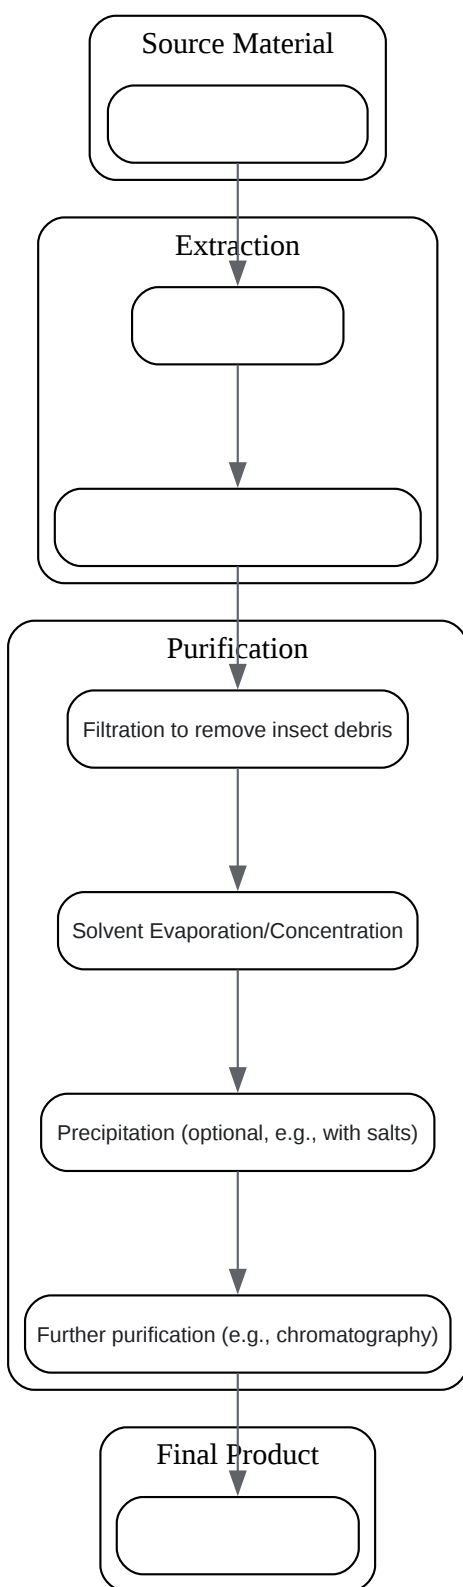 Source Material
Extraction
Purification
Filtration to remove insect debris
Solvent Evaporation/Concentration
Precipitation (optional, e.g., with salts)
Further purification (e.g., chromatography)
Final Product